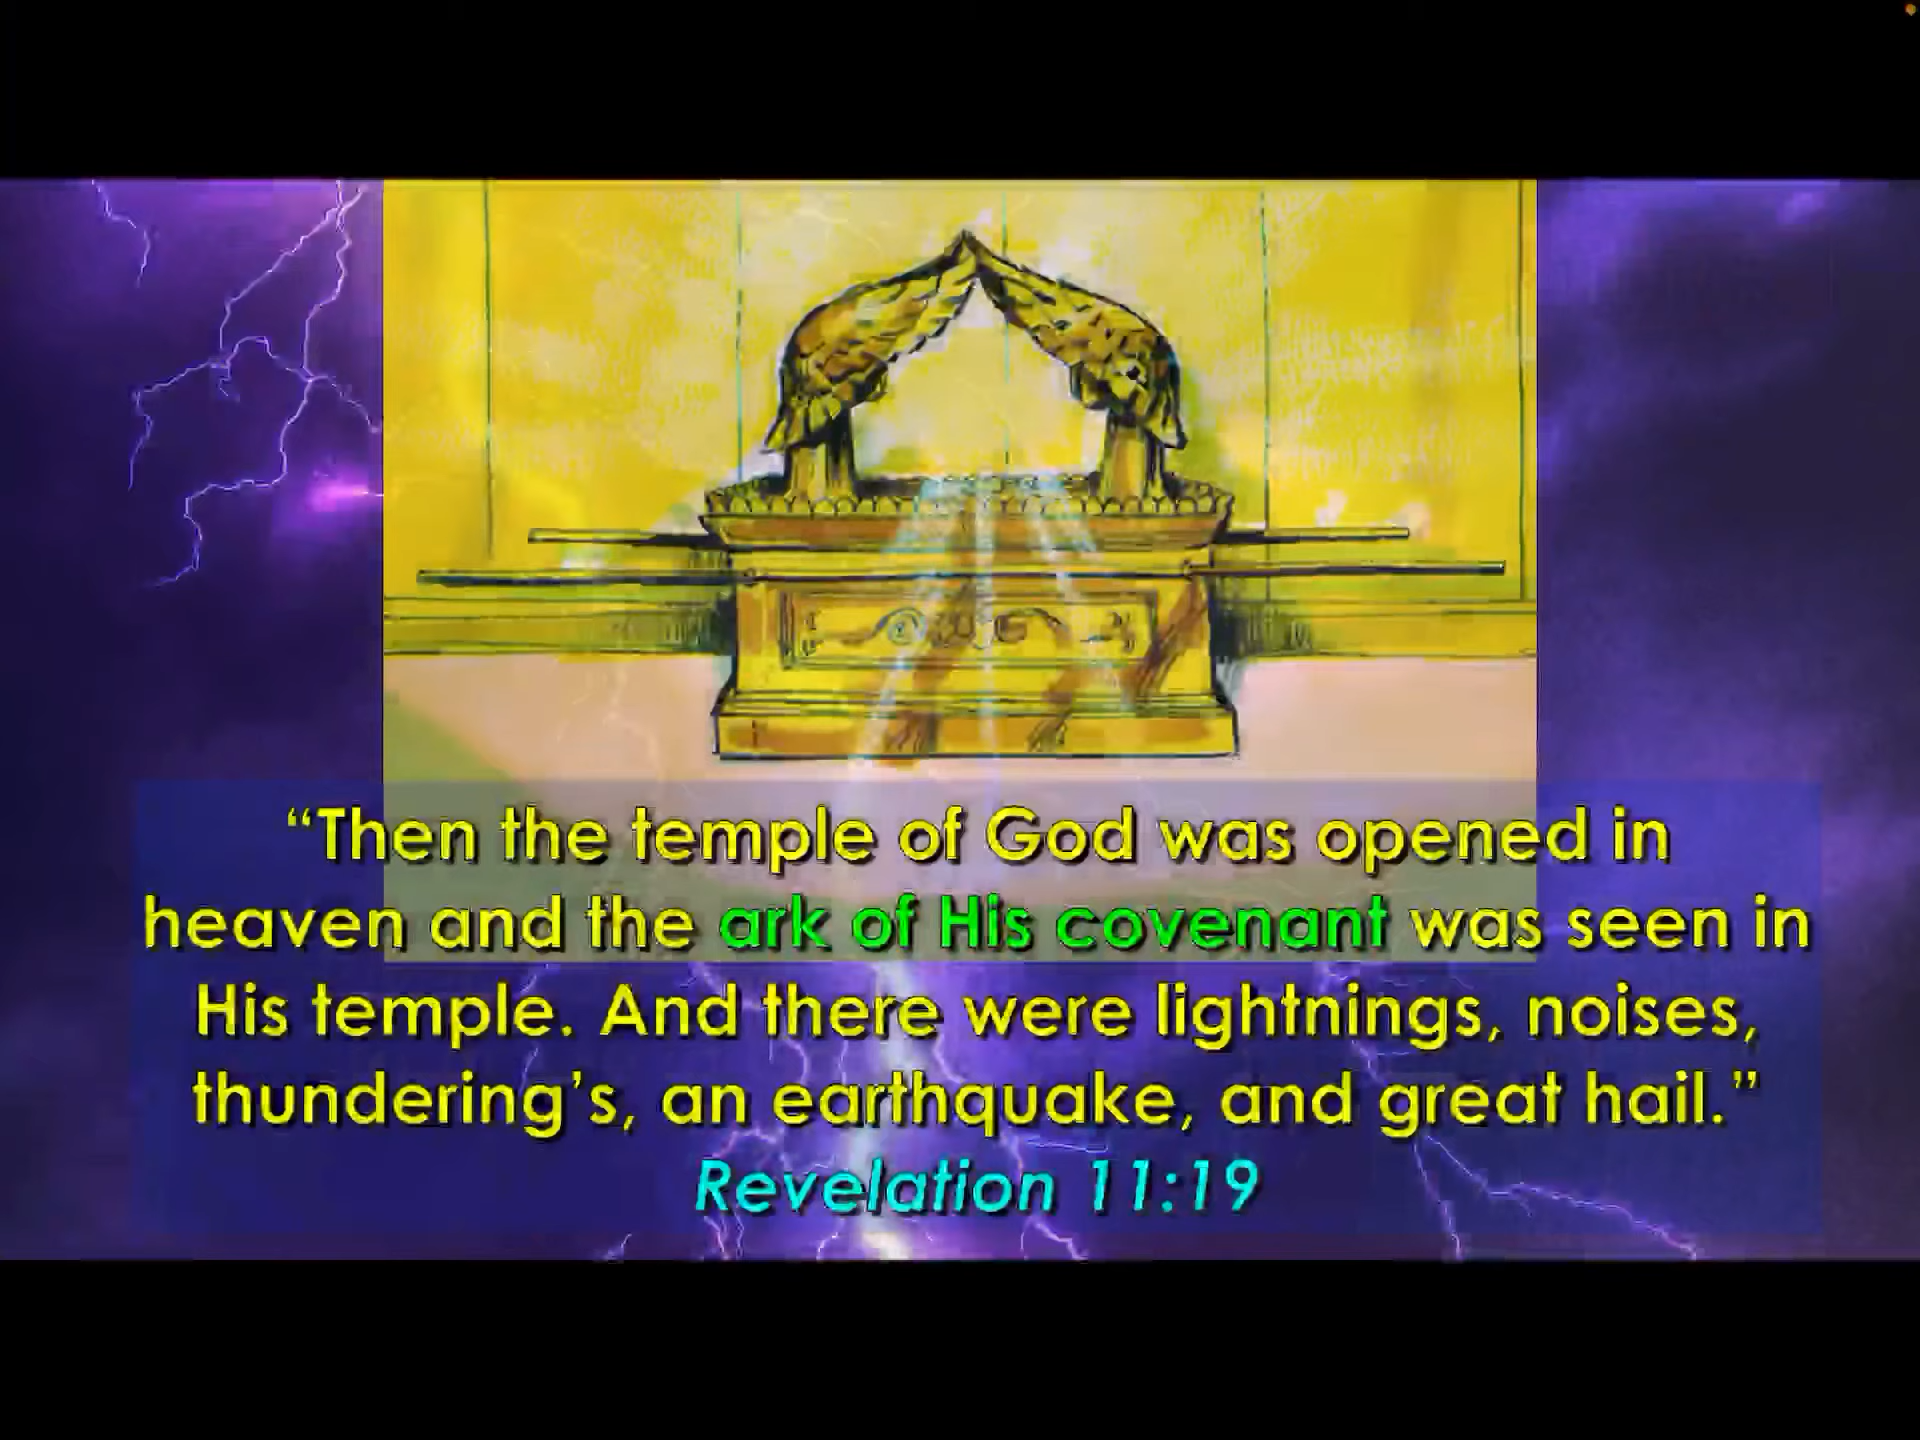 “Then the temple of God was opened in
heaven and the ark of His covenant was seen in
His temple. And there were lightnings, noises,
thundering’s, an earthquake, and great hail.”
Revelation 11:19